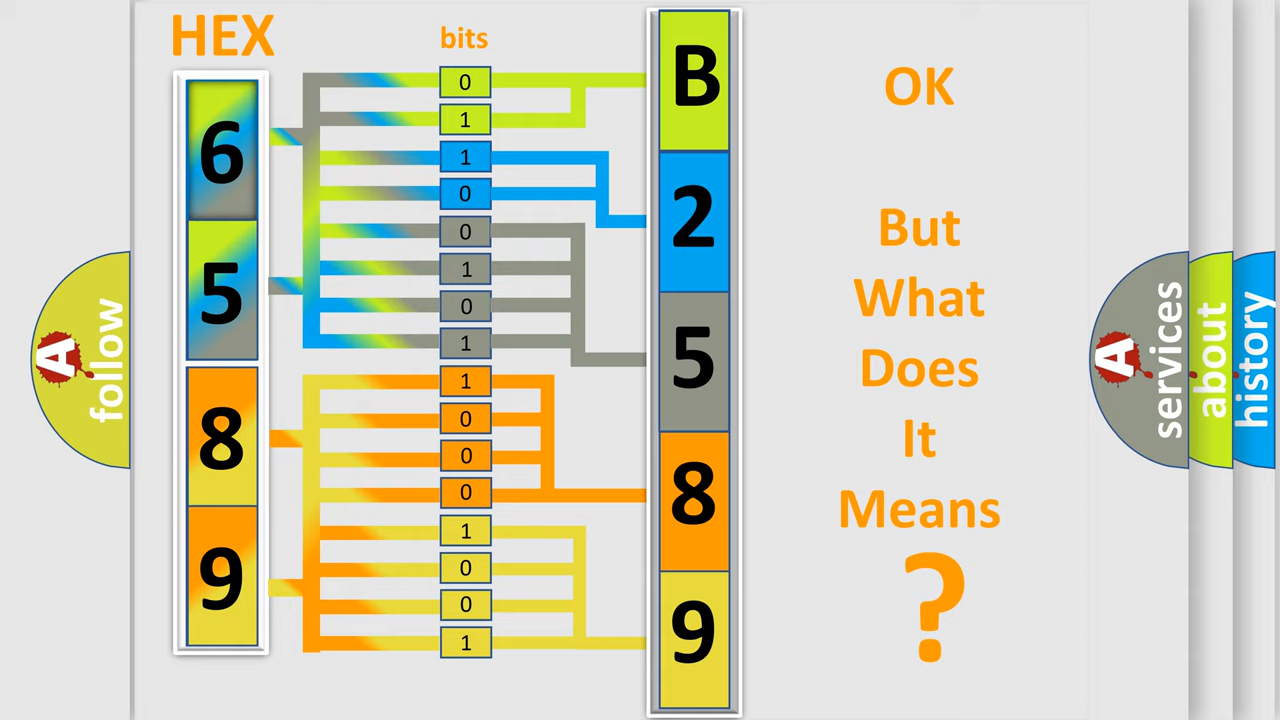 HEX
bits
6
5
8
9
0
1
1
0
0
1
0
1
1
0
0
0
1
0
0
1
B
2
5
8
9
OK
But
What
Does
It
Means
?
A
follow
A
services
about
history